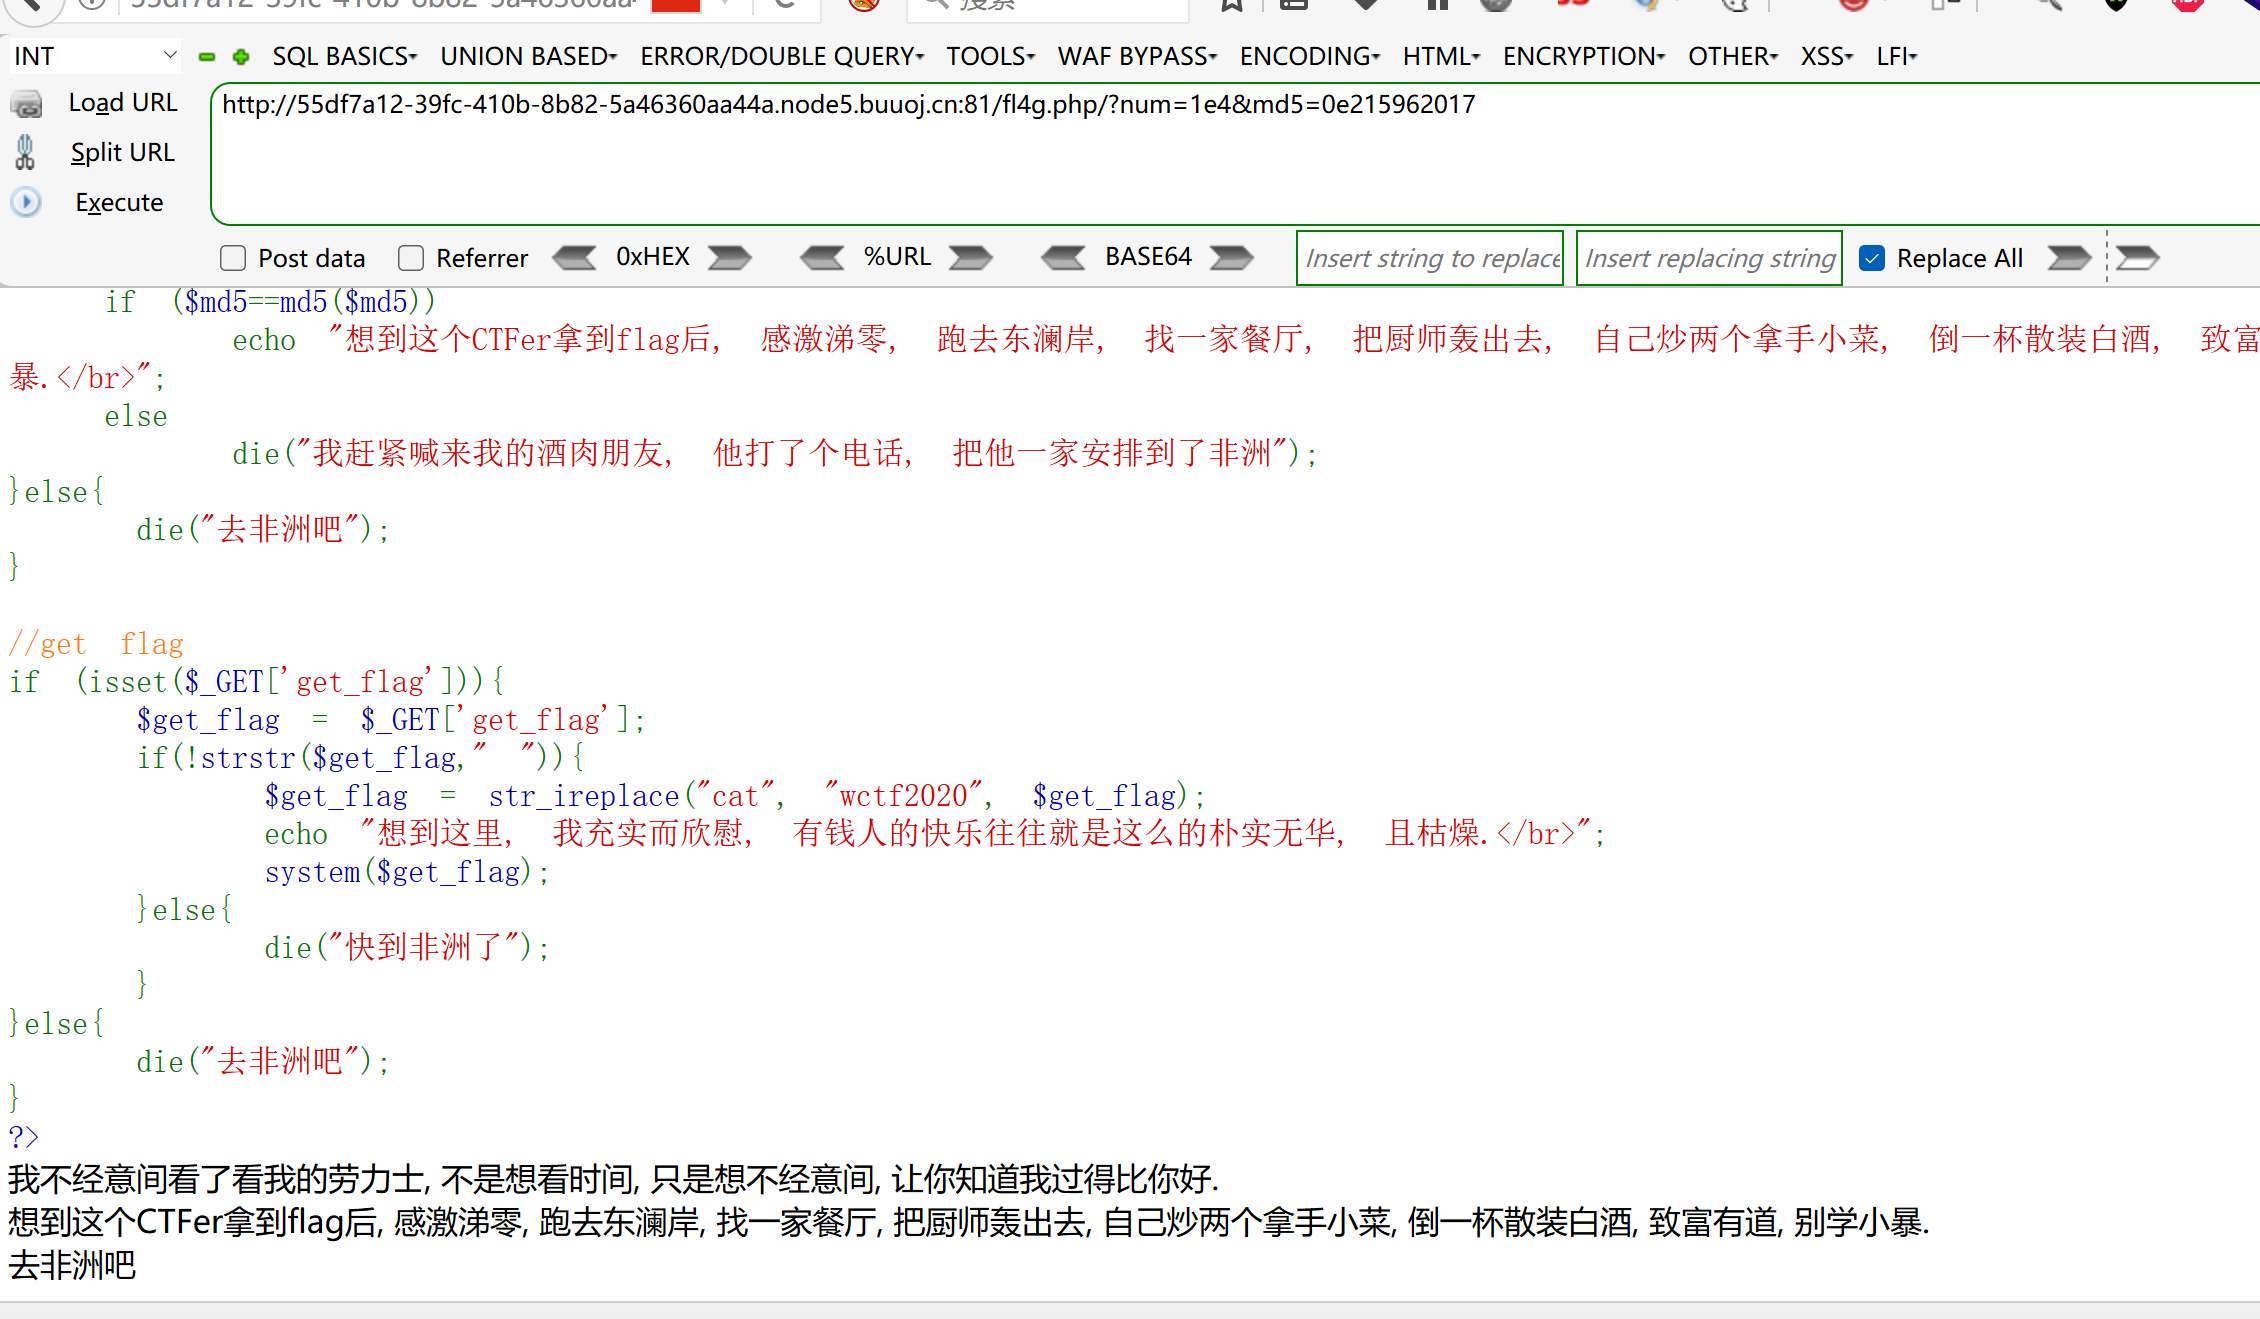 搜索
INT SQL BASICS UNION BASED ERROR/DOUBLE QUERY TOOLS WAF BYPASS ENCODING HTML ENCRYPTION OTHER XSS LFI
Load URL http://55df7a12-39fc-410b-8b82-5a46360aa44a.node5.buuoj.cn:81/fl4g.php/?num=1e4&md5=0e215962017
Split URL
Execute
Post data Referrer 0xHEX %URL BASE64 Insert string to replace Insert replacing string Replace All
if ($md5==md5($md5))
echo "想到这个CTFer拿到flag后, 感激涕零, 跑去东澜岸, 找一家餐厅, 把厨师轰出去, 自己炒两个拿手小菜, 倒一杯散装白酒, 致富
暴.</br>";
else
die("我赶紧喊来我的酒肉朋友, 他打了个电话, 把他一家安排到了非洲");
}else{
die("去非洲吧");
}
//get flag
if (isset($_GET['get_flag'])){
$get_flag = $_GET['get_flag'];
if(!strstr($get_flag," ")){
$get_flag = str_ireplace("cat", "wctf2020", $get_flag);
echo "想到这里, 我充实而欣慰, 有钱人的快乐往往就是这么的朴实无华, 且枯燥.</br>";
system($get_flag);
}else{
die("快到非洲了");
}
}else{
die("去非洲吧");
}
?>
我不经意间看了看我的劳力士, 不是想看时间, 只是想不经意间, 让你知道我过得比你好.
想到这个CTFer拿到flag后, 感激涕零, 跑去东澜岸, 找一家餐厅, 把厨师轰出去, 自己炒两个拿手小菜, 倒一杯散装白酒, 致富有道, 别学小暴.
去非洲吧